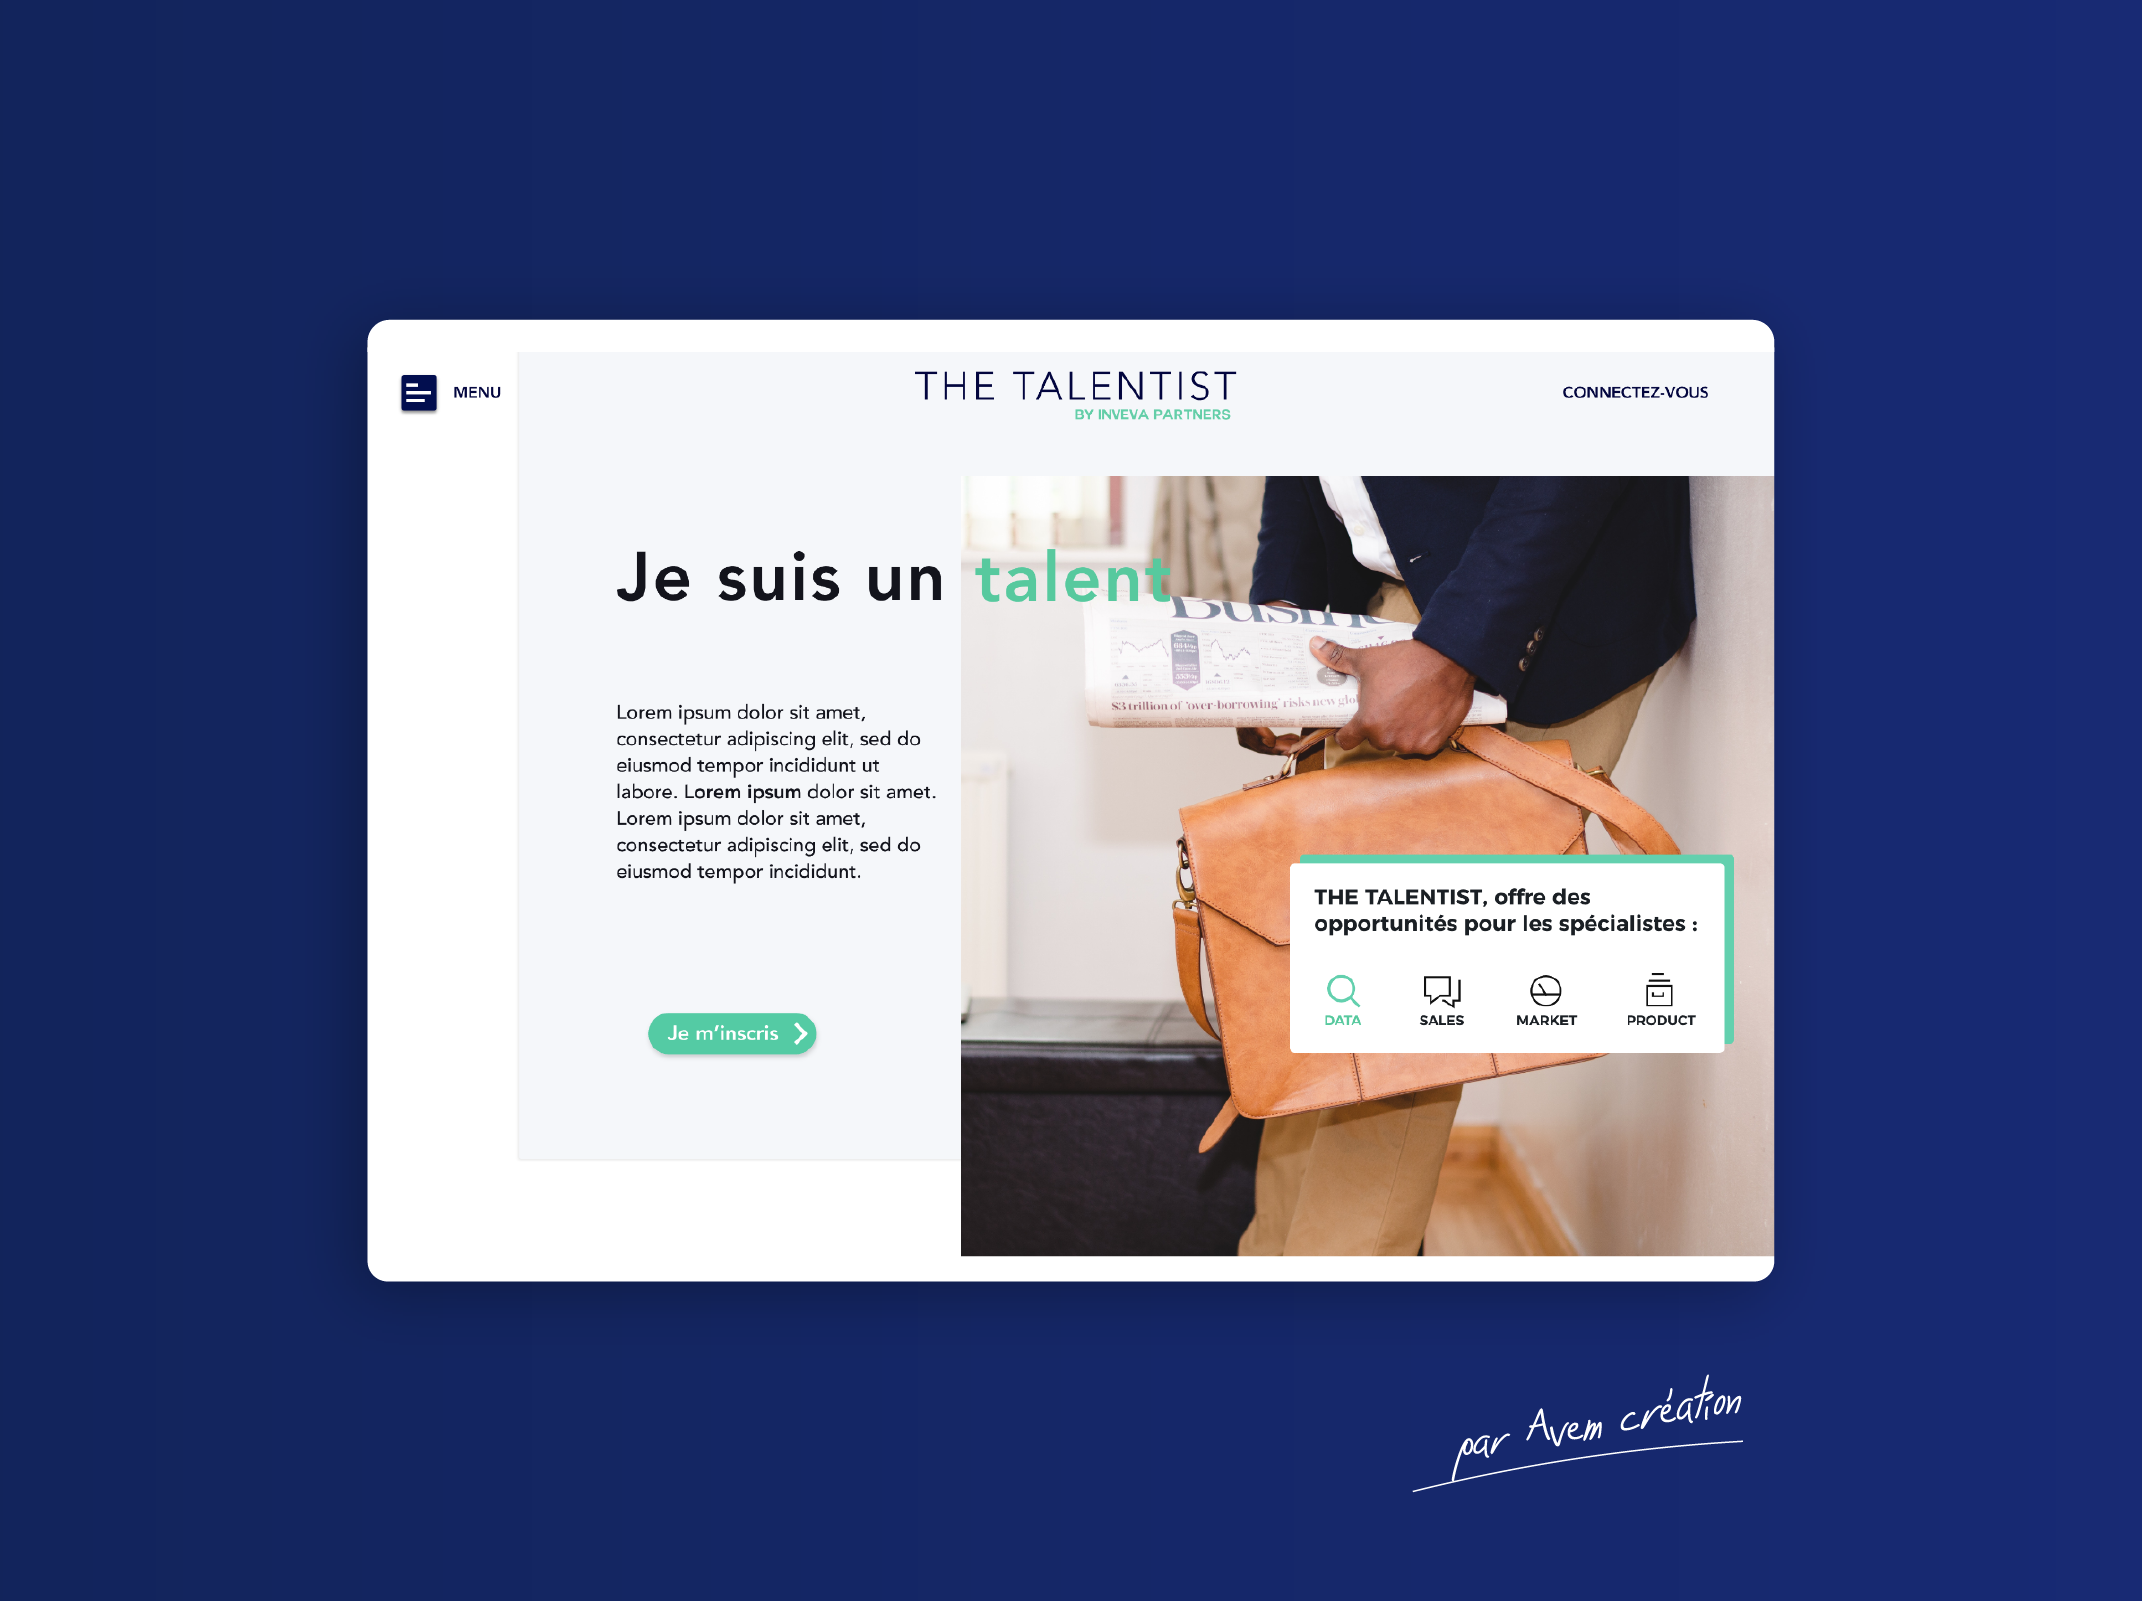 MENU
THE TALENTIST
BY INVEVA PARTNERS
CONNECTEZ-VOUS
Je suis un talent
Lorem ipsum dolor sit amet,
consectetur adipiscing elit, sed do
eiusmod tempor incididunt ut
labore. Lorem ipsum dolor sit amet.
Lorem ipsum dolor sit amet,
consectetur adipiscing elit, sed do
eiusmod tempor incididunt.
Je m’inscris
$3 trillion of 'over-borrowing' risks new
THE TALENTIST, offre des
opportunités pour les spécialistes :
DATA SALES MARKET PRODUCT
par Avem création